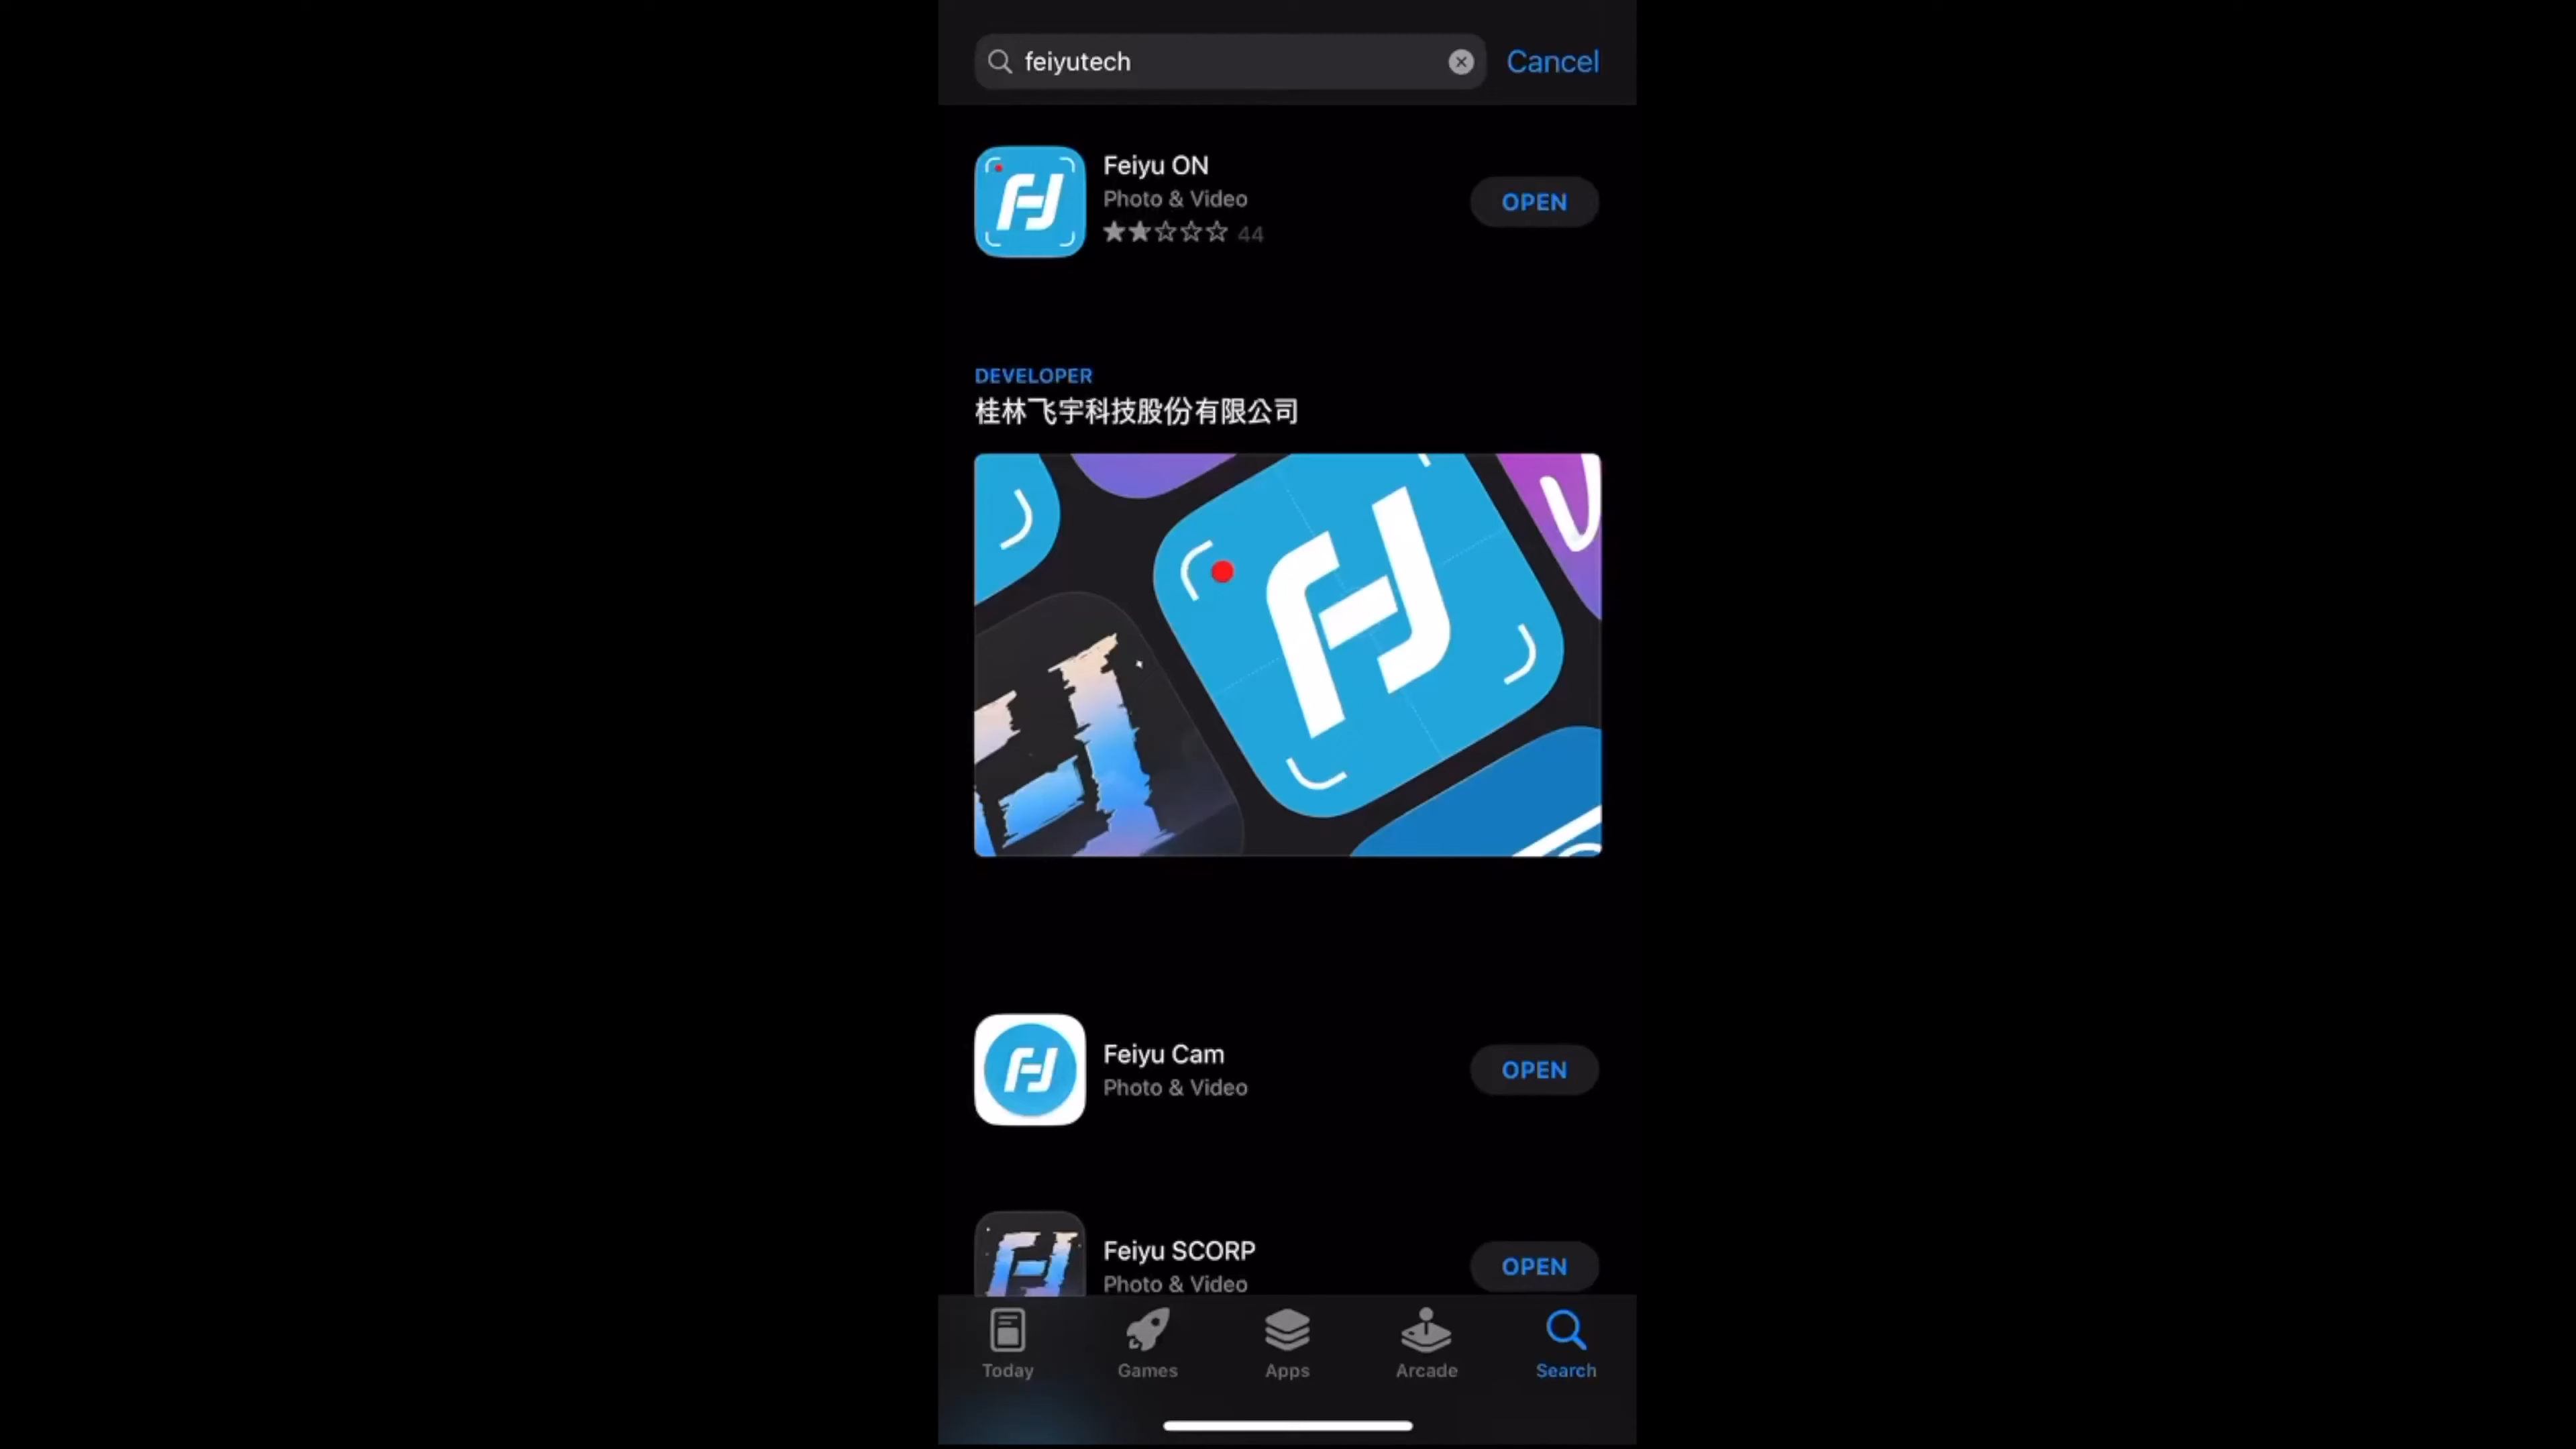 feiyutech
Cancel
Feiyu ON
Photo & Video
44
OPEN
DEVELOPER
桂林飞宇科技股份有限公司
Feiyu Cam
Photo & Video
OPEN
Feiyu SCORP
Photo & Video
OPEN
Today
Games
Apps
Arcade
Search